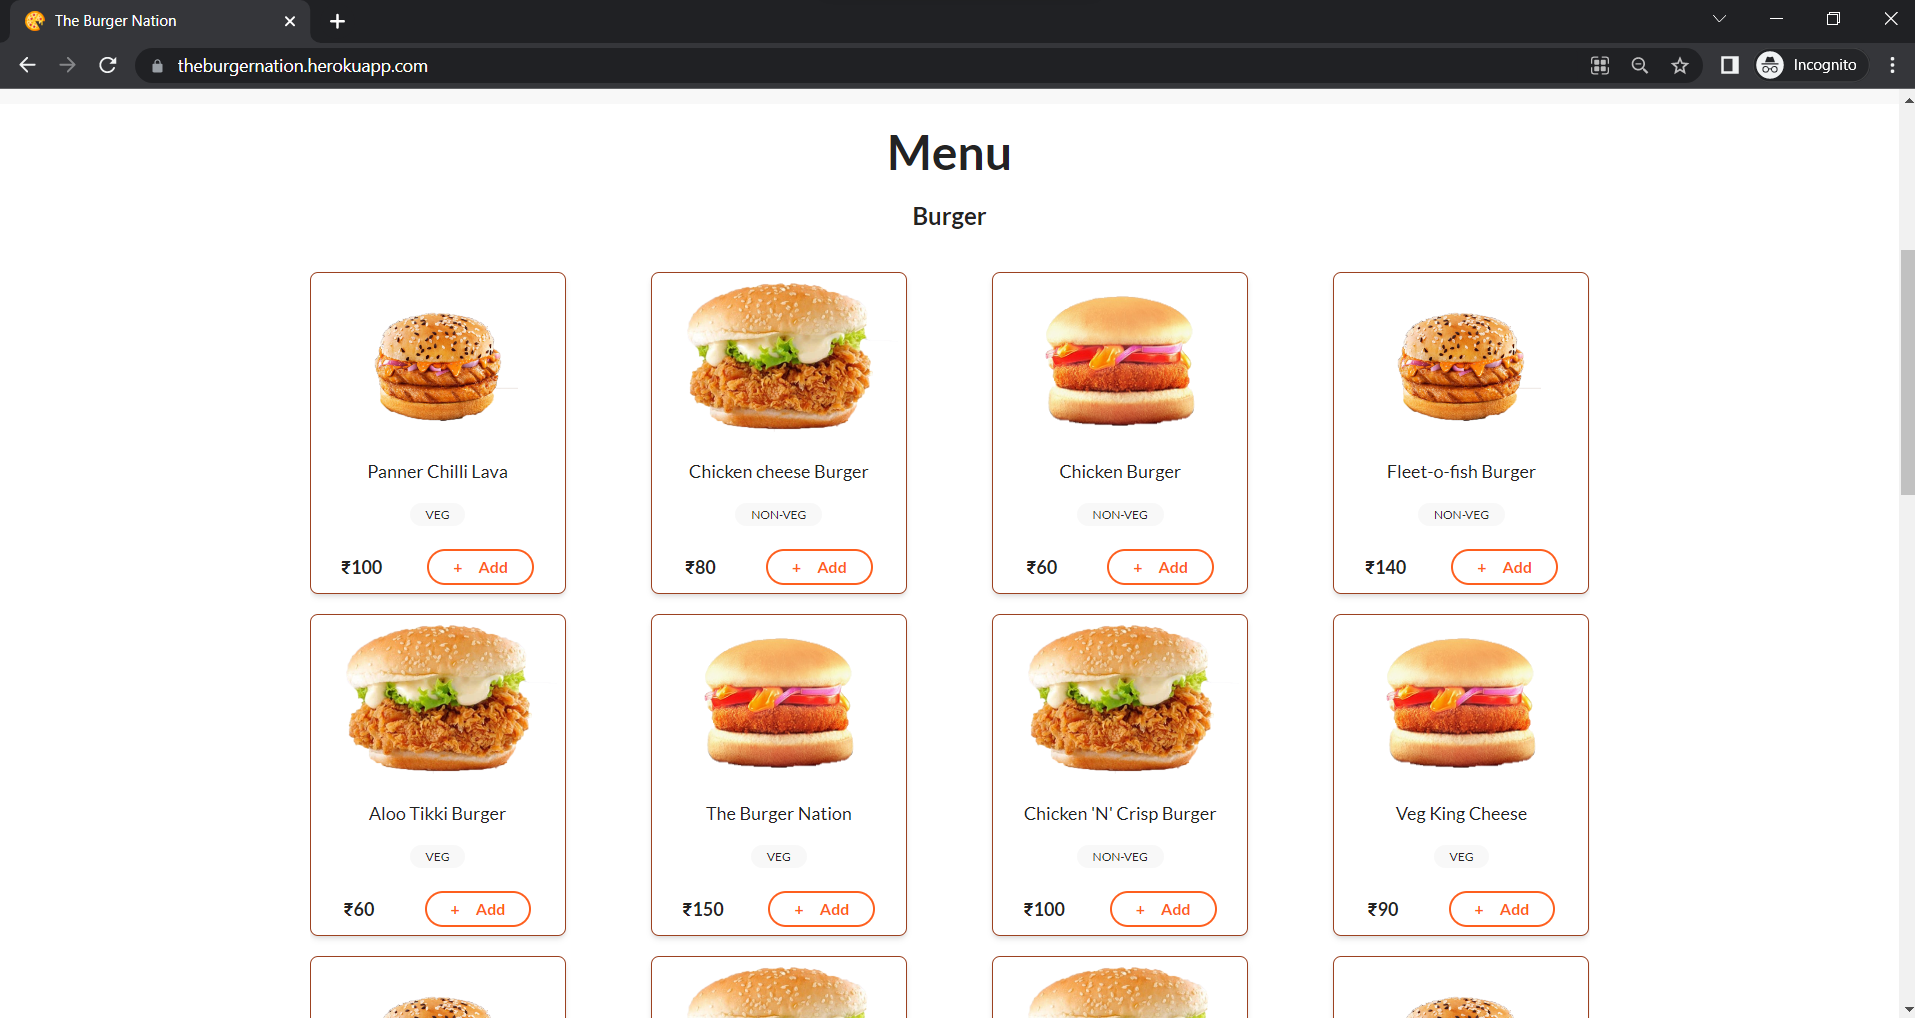 The Burger Nation
theburgernation.herokuapp.com
Incognito
Menu
Burger
Panner Chilli Lava
VEG
₹100 + Add
Chicken cheese Burger
NON-VEG
₹80 + Add
Chicken Burger
NON-VEG
₹60 + Add
Fleet-o-fish Burger
NON-VEG
₹140 + Add
Aloo Tikki Burger
VEG
₹60 + Add
The Burger Nation
VEG
₹150 + Add
Chicken 'N' Crisp Burger
NON-VEG
₹100 + Add
Veg King Cheese
VEG
₹90 + Add